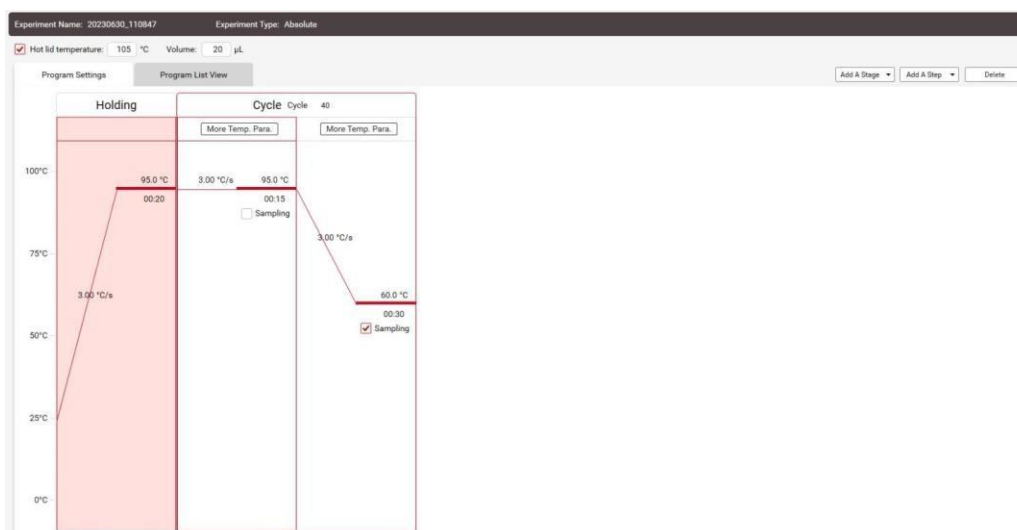 Experiment Name: 20230630_110847 Experiment Type: Absolute
Hot lid temperature: 105 °C Volume: 20 µL
Program Settings Program List View Add A Stage Add A Step Delete
Holding Cycle Cycle 40
More Temp. Para. More Temp. Para.
100°C
95.0 °C 3.00 °C/s 95.0 °C
00:20 00:15
Sampling
3.00 °C/s
75°C
3.00 °C/s 60.0 °C
00:30
Sampling
50°C
25°C
0°C